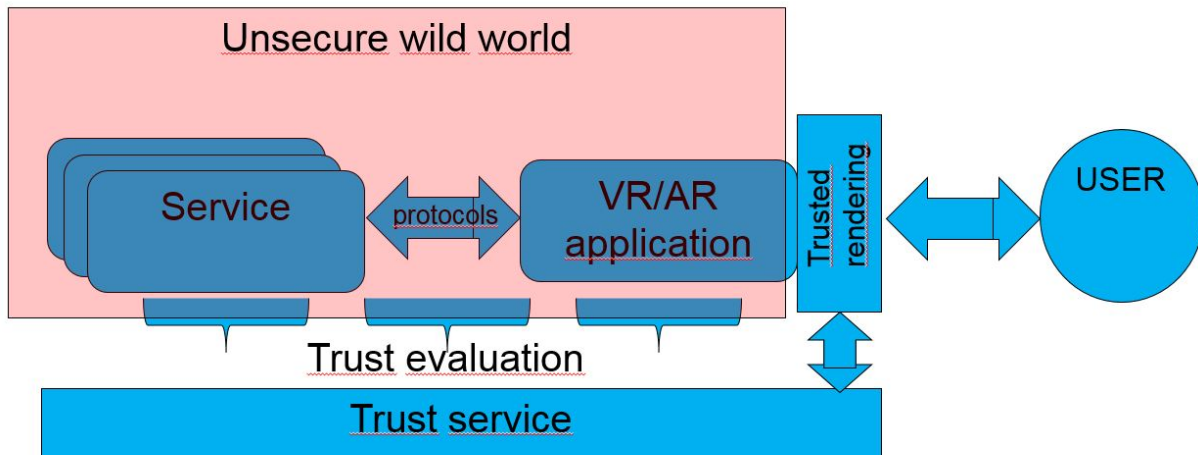 Unsecure wild world
Service
protocols
VR/AR
application
Trusted
rendering
USER
Trust evaluation
Trust service